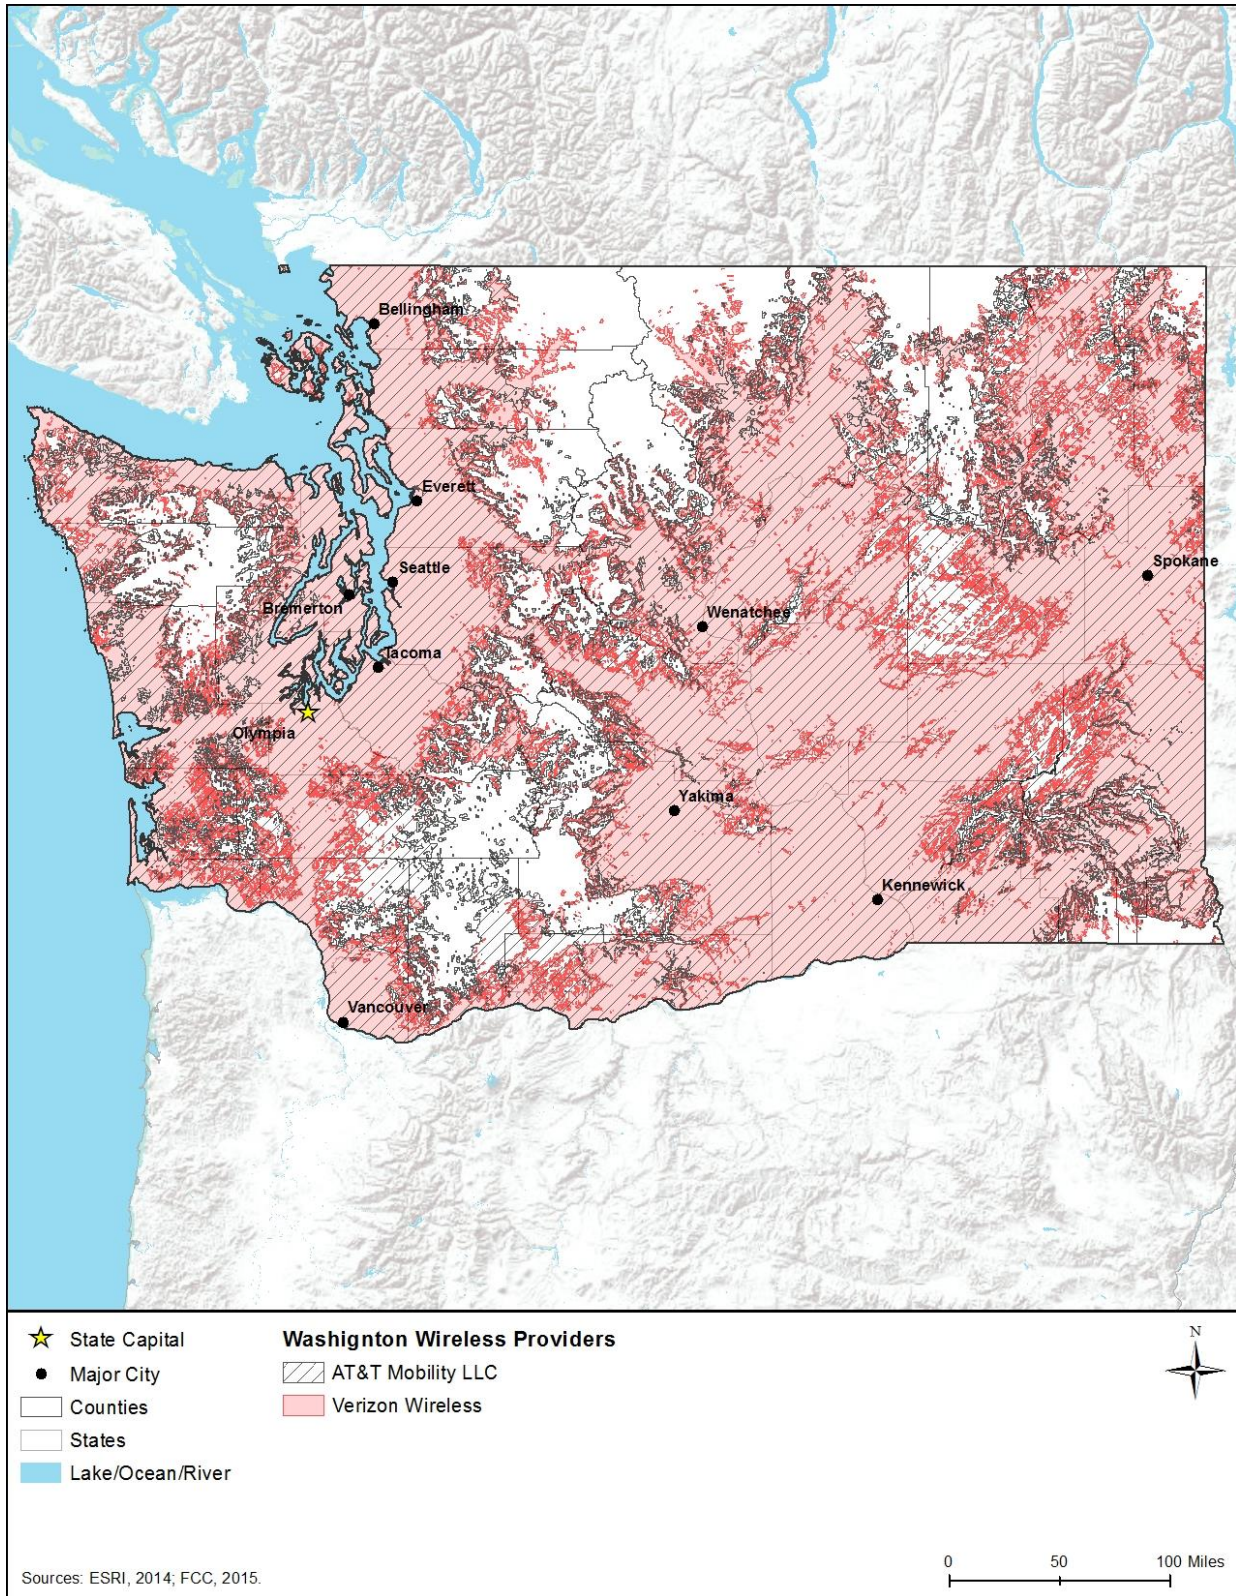 Bellingham
Everett
Seattle
Bremerton
Spokane
Wenatchee
Tacoma
Olympia
Yakima
Kennewick
Vancouver
State Capital
Major City
Counties
States
Lake/Ocean/River
Washignton Wireless Providers
AT&T Mobility LLC
Verizon Wireless
N
Sources: ESRI, 2014; FCC, 2015.
0 50 100 Miles